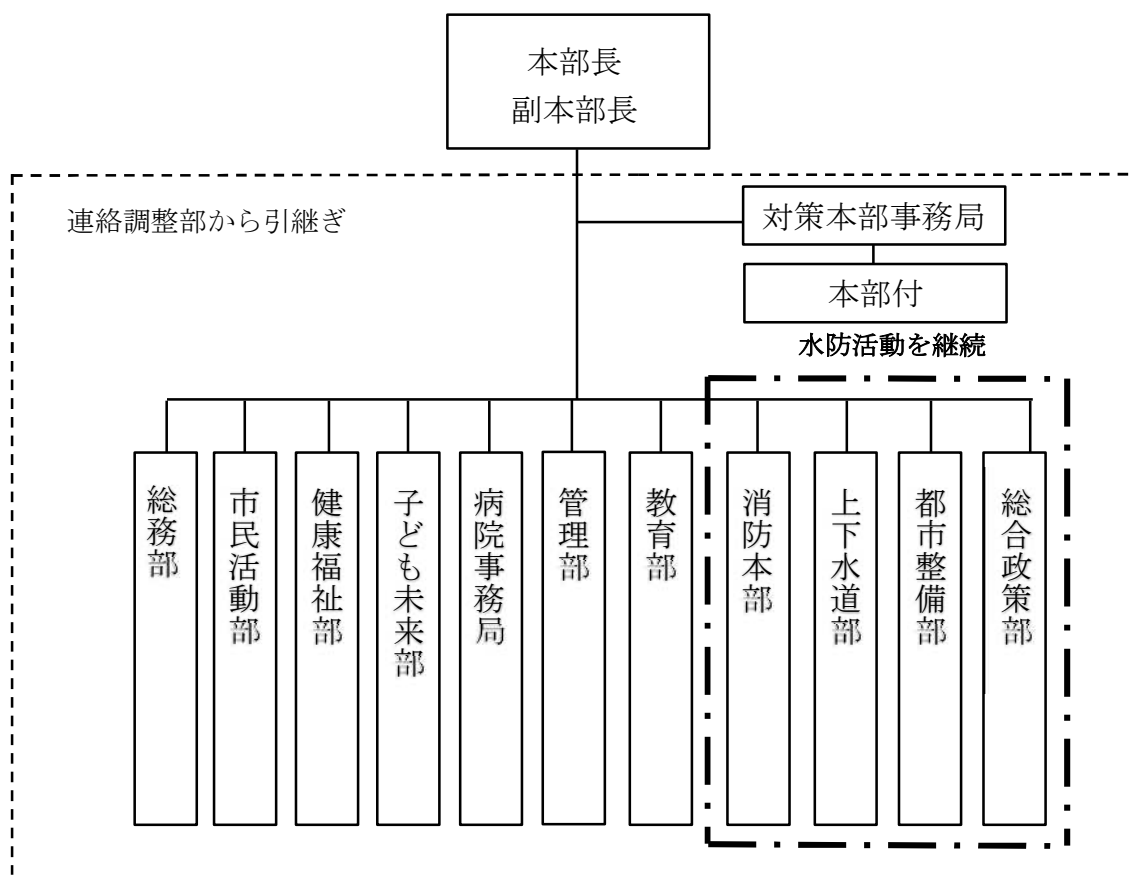 本部長
副本部長
連絡調整部から引継ぎ
対策本部事務局
本部付
水防活動を継続
総務部
市民活動部
健康福祉部
子ども未来部
病院事務局
管理部
教育部
消防本部
上下水道部
都市整備部
総合政策部